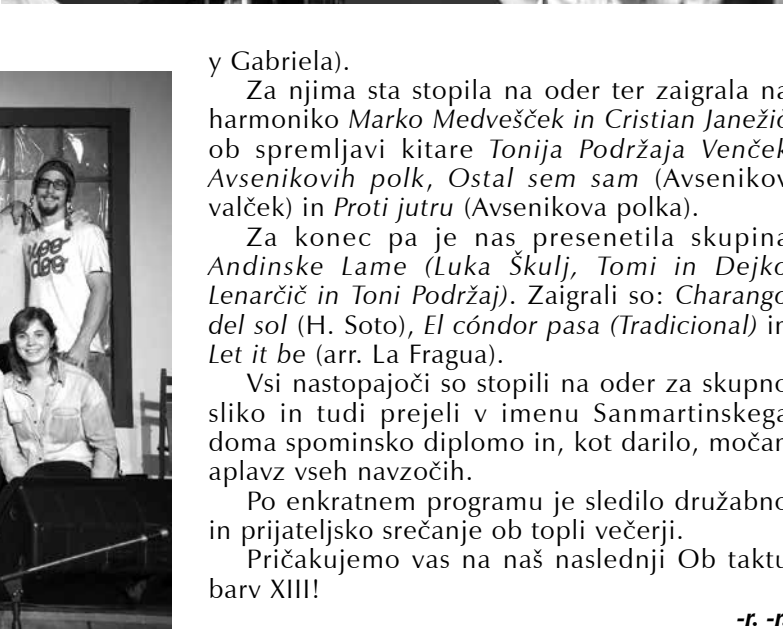 y Gabriela).
Za njima sta stopila na oder ter zaigrala na
harmoniko Marko Medvešček in Cristian Janežič
ob spremljavi kitare Tonija Podržaja Venček
Avsenikovih polk, Ostal sem sam (Avsenikov
valček) in Proti jutru (Avsenikova polka).
Za konec pa je nas presenetila skupina
Andinske Lame (Luka Škulj, Tomi in Dejko
Lenarčič in Toni Podržaj). Zaigrali so: Charango
del sol (H. Soto), El cóndor pasa (Tradicional) in
Let it be (arr. La Fragua).
Vsi nastopajoči so stopili na oder za skupno
sliko in tudi prejeli v imenu Sanmartinskega
doma spominsko diplomo in, kot darilo, močan
aplavz vseh navzočih.
Po enkratnem programu je sledilo družabno
in prijateljsko srečanje ob topli večerji.
Pričakujemo vas na naš naslednji Ob taktu
barv XIII!